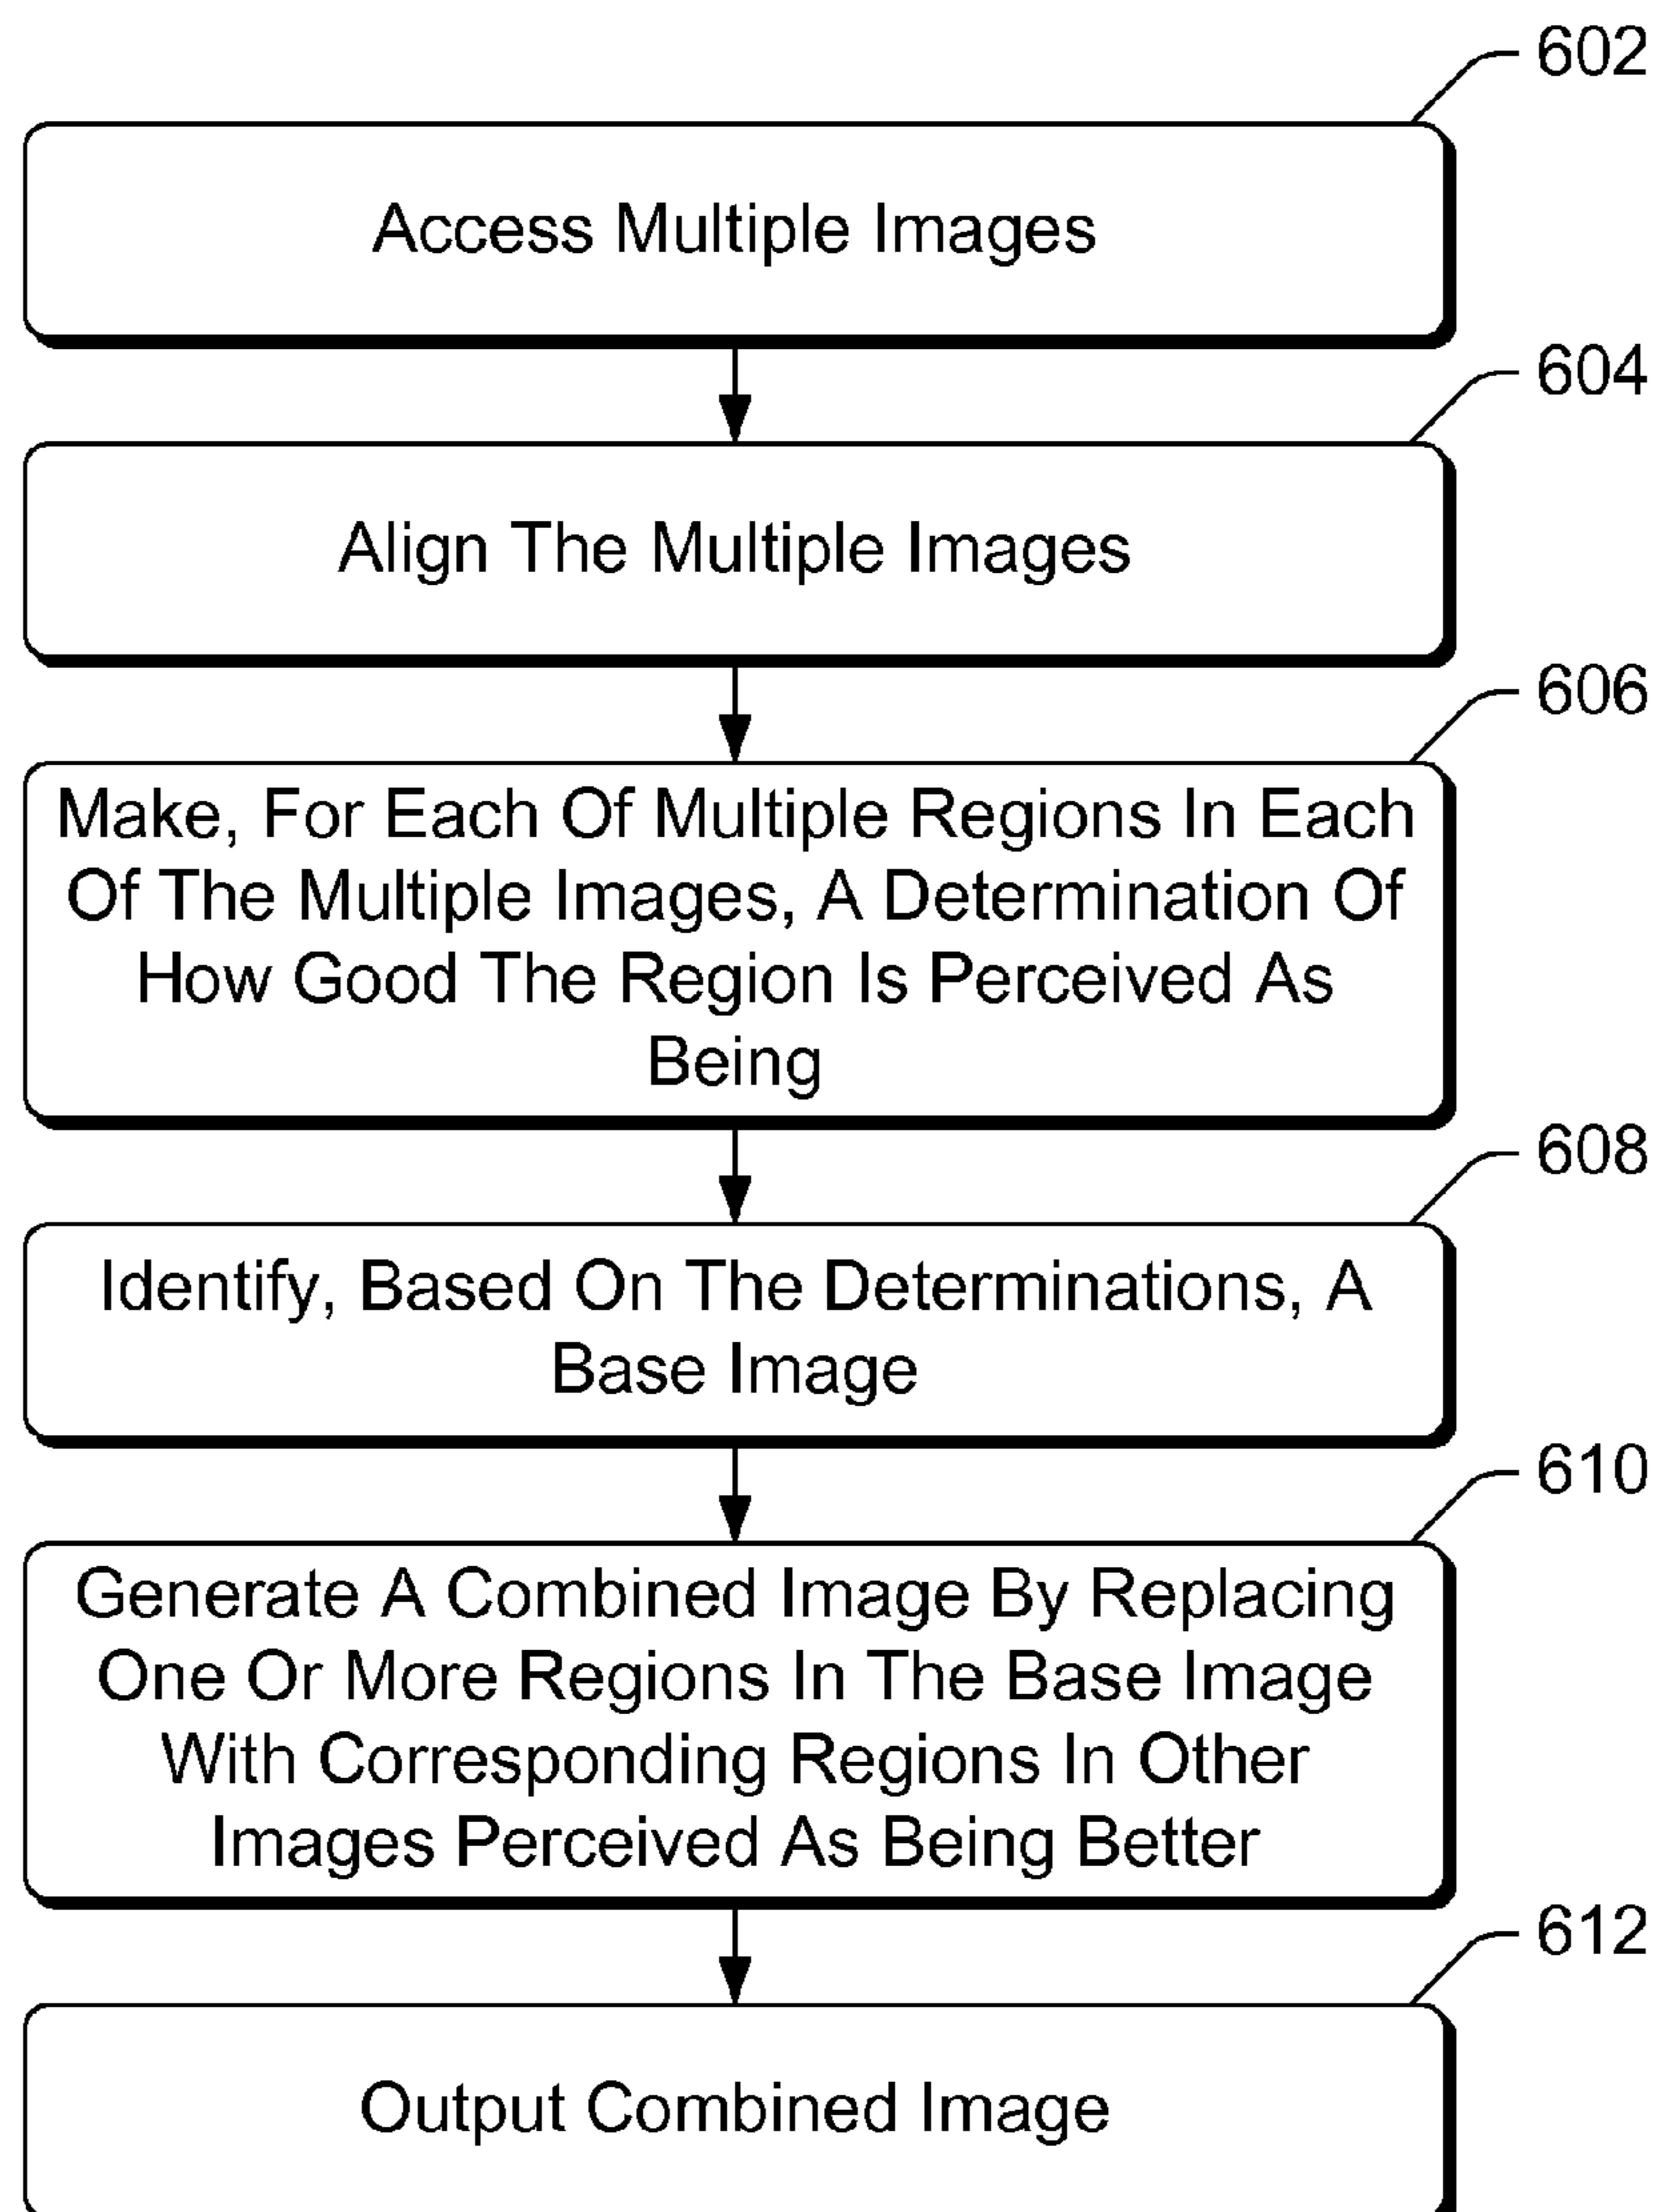 602
Access Multiple Images
604
Align The Multiple Images
606
Make, For Each Of Multiple Regions In Each
Of The Multiple Images, A Determination Of
How Good The Region Is Perceived As
Being
608
Identify, Based On The Determinations, A
Base Image
610
Generate A Combined Image By Replacing
One Or More Regions In The Base Image
With Corresponding Regions In Other
Images Perceived As Being Better
612
Output Combined Image